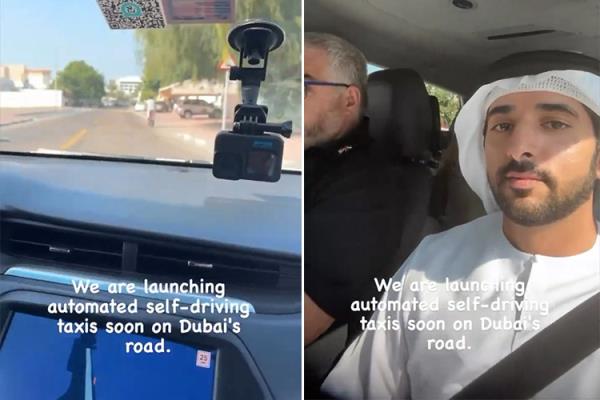 We are launching
automated self-driving
taxis soon on Dubai's
road.
25
We are launching
automated self-driving
taxis soon on Dubai's
road.